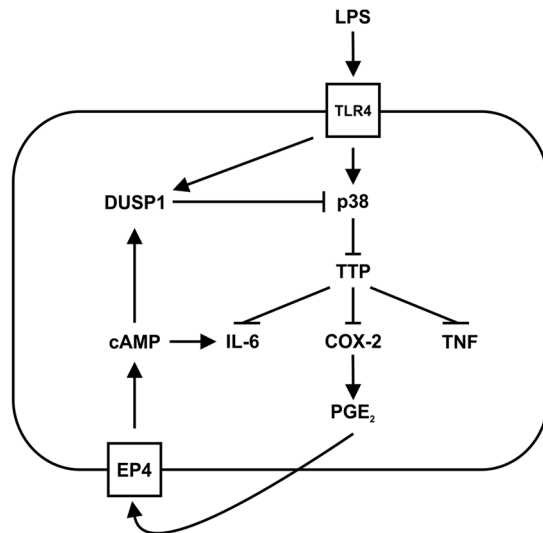 LPS
TLR4
DUSP1 p38
TTP
cAMP IL-6 COX-2 TNF
PGE₂
EP4